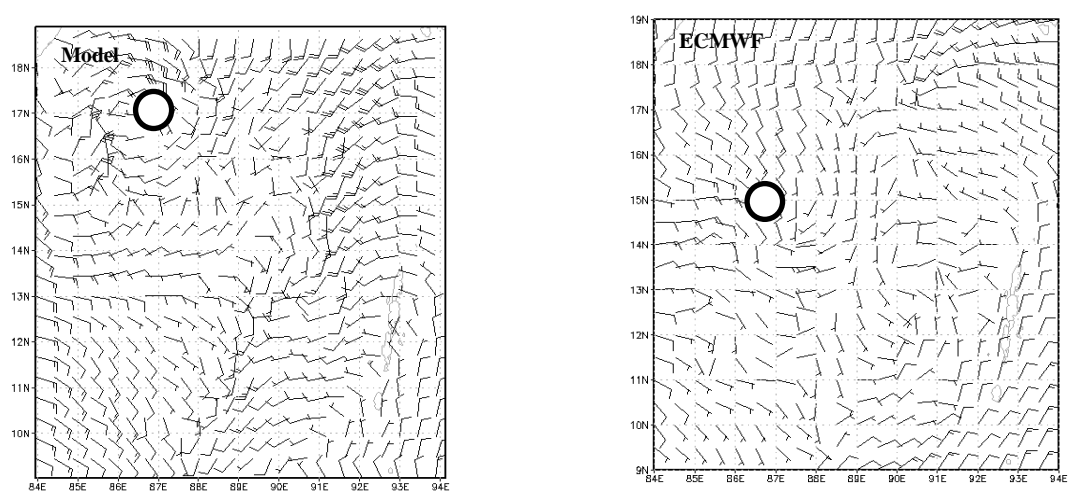 Model
18N
17N
16N
15N
14N
13N
12N
11N
10N
84E 85E 86E 87E 88E 89E 90E 91E 92E 93E 94E
ECMWF
19N
18N
17N
16N
15N
14N
13N
12N
11N
10N
9N
84E 85E 86E 87E 88E 89E 90E 91E 92E 93E 94E